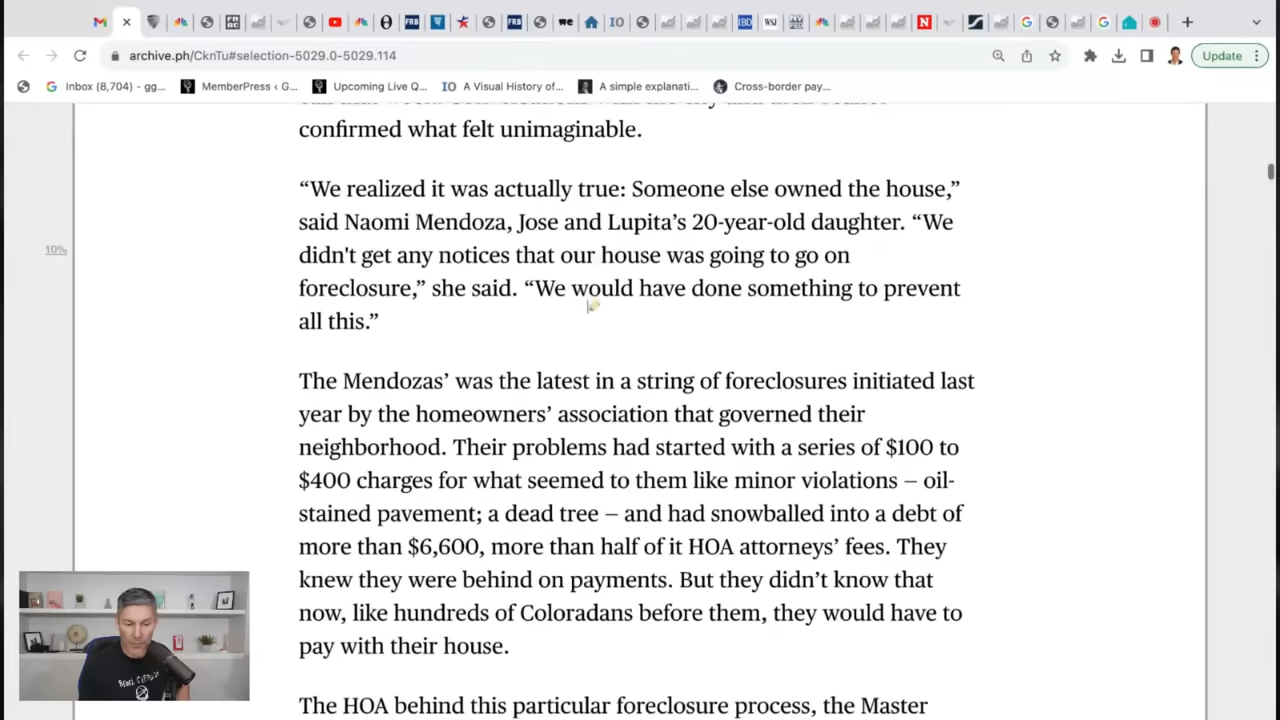 IO
IBD
WSJ
N
archive.ph/CknTu#selection-5029.0-5029.114
Update
Inbox (8,704) - gg...
MemberPress ‹ G...
Upcoming Live Q...
IO A Visual History of...
A simple explanati...
Cross-border pay...
confirmed what felt unimaginable.
“We realized it was actually true: Someone else owned the house,”
said Naomi Mendoza, Jose and Lupita’s 20-year-old daughter. “We
didn't get any notices that our house was going to go on
foreclosure,” she said. “We would have done something to prevent
all this.”
10%
The Mendozas’ was the latest in a string of foreclosures initiated last
year by the homeowners’ association that governed their
neighborhood. Their problems had started with a series of $100 to
$400 charges for what seemed to them like minor violations — oil-
stained pavement; a dead tree — and had snowballed into a debt of
more than $6,600, more than half of it HOA attorneys’ fees. They
knew they were behind on payments. But they didn’t know that
now, like hundreds of Coloradans before them, they would have to
pay with their house.
The HOA behind this particular foreclosure process, the Master